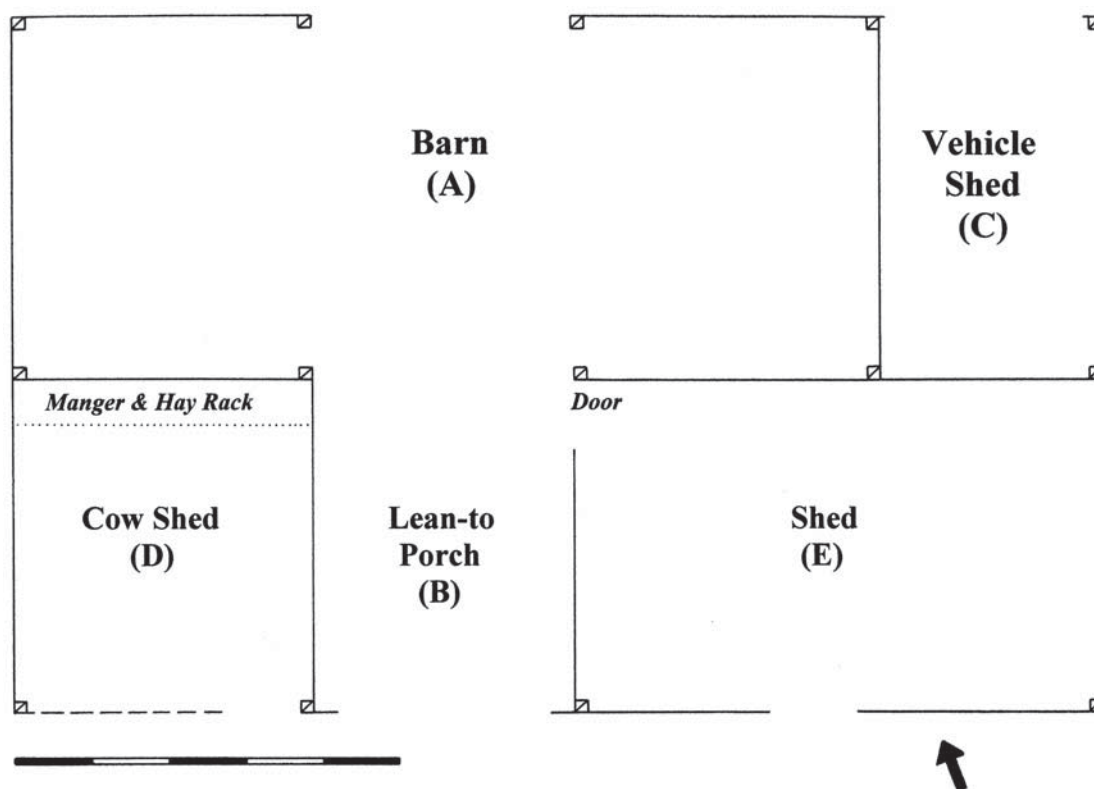 Barn
(A)
Vehicle
Shed
(C)
Manger & Hay Rack
Door
Cow Shed
(D)
Lean-to
Porch
(B)
Shed
(E)